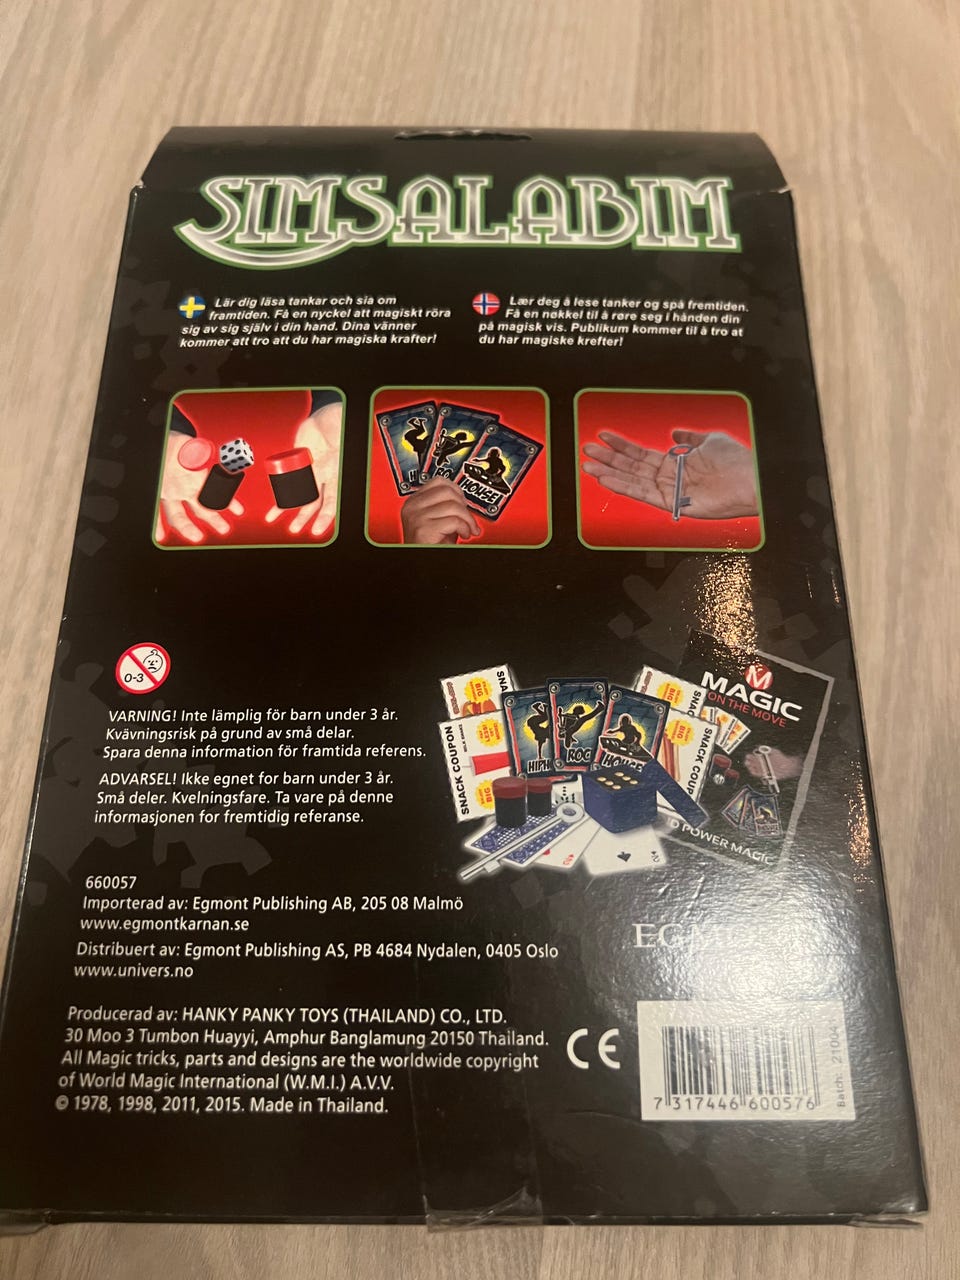 SIMSALABIM
Lär dig läsa tankar och sia om
framtiden. Få en nyckel att magiskt röra
sig av sig själv i din hand. Dina vänner
kommer att tro att du har magiska krafter!
Lær deg å lese tanker og spå fremtiden.
Få en nøkkel til å røre seg i hånden din
på magisk vis. Publikum kommer til å tro at
du har magiske krefter!
HOUSE
0-3
VARNING! Inte lämplig för barn under 3 år.
Kvävningsrisk på grund av små delar.
Spara denna information för framtida referens.
ADVARSEL! Ikke egnet for barn under 3 år.
Små deler. Kvelningsfare. Ta vare på denne
informasjonen for fremtidig referanse.
SNACK COUPON
BIG
HIPH
ROC
HOUSE
SNACK COUP
M
MAGIC
ON THE MOVE
D POWER MAGIC
660057
Importerad av: Egmont Publishing AB, 205 08 Malmö
www.egmontkarnan.se
Distribuert av: Egmont Publishing AS, PB 4684 Nydalen, 0405 Oslo
www.univers.no
Producerad av: HANKY PANKY TOYS (THAILAND) CO., LTD.
30 Moo 3 Tumbon Huayyi, Amphur Banglamung 20150 Thailand.
All Magic tricks, parts and designs are the worldwide copyright
of World Magic International (W.M.I.) A.V.V.
© 1978, 1998, 2011, 2015. Made in Thailand.
CE
7 317446 600576